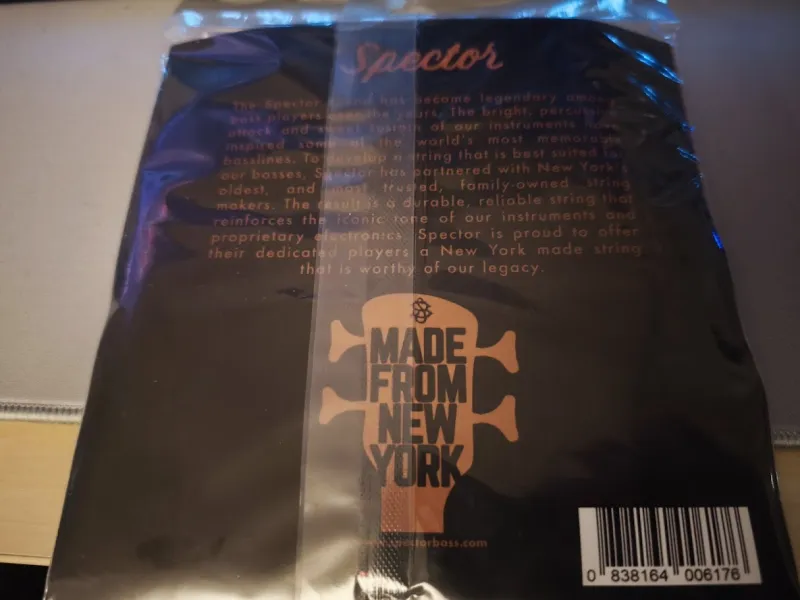 Spector
The Spector brand has become legendary among
bass players over the years. The bright, percussive
attack and sweet sustain of our instruments have
inspired some of the world's most memorable
basslines. To develop a string that is best suited for
our basses, Spector has partnered with New York's
oldest, and most trusted, family-owned string
makers. The result is a durable, reliable string that
reinforces the iconic tone of our instruments and
proprietary electronics. Spector is proud to offer
their dedicated players a New York made string
that is worthy of our legacy.
MADE
FROM
NEW
YORK
www.spectorbass.com
0 838164 006176